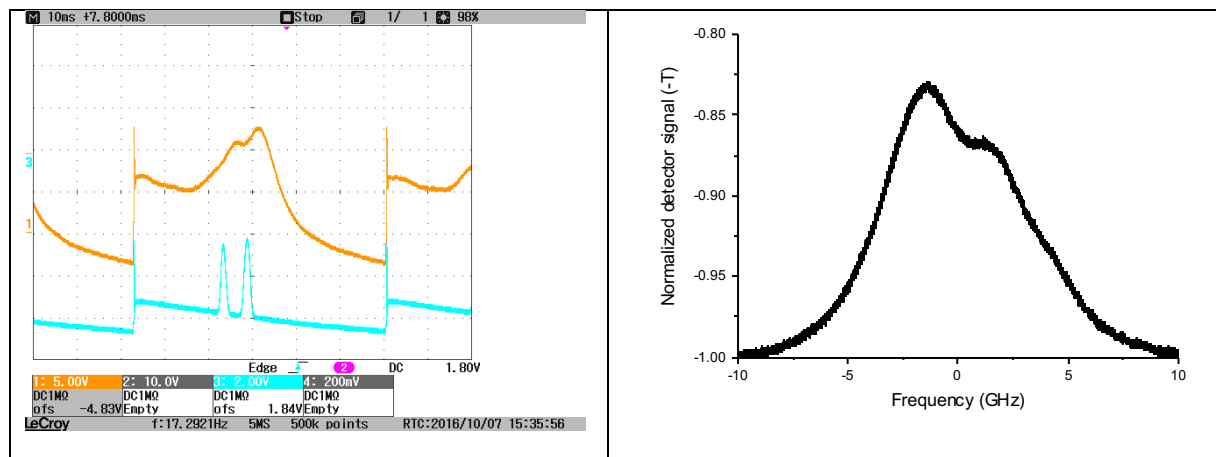 M 10ms +7.8000ms Stop 1/ 1 98%
3
1
Edge 2 DC 1.80V
1: 5.00V 2: 10.0V 3: 2.00V 4: 200mV
DC1MΩ DC1MΩ DC1MΩ DC1MΩ
ofs -4.83V Empty ofs 1.84V Empty
LeCroy f:17.2921Hz 5MS 500k points RTC:2016/10/07 15:35:56
Normalized detector signal (-T)
-0.80
-0.85
-0.90
-0.95
-1.00
-10 -5 0 5 10
Frequency (GHz)